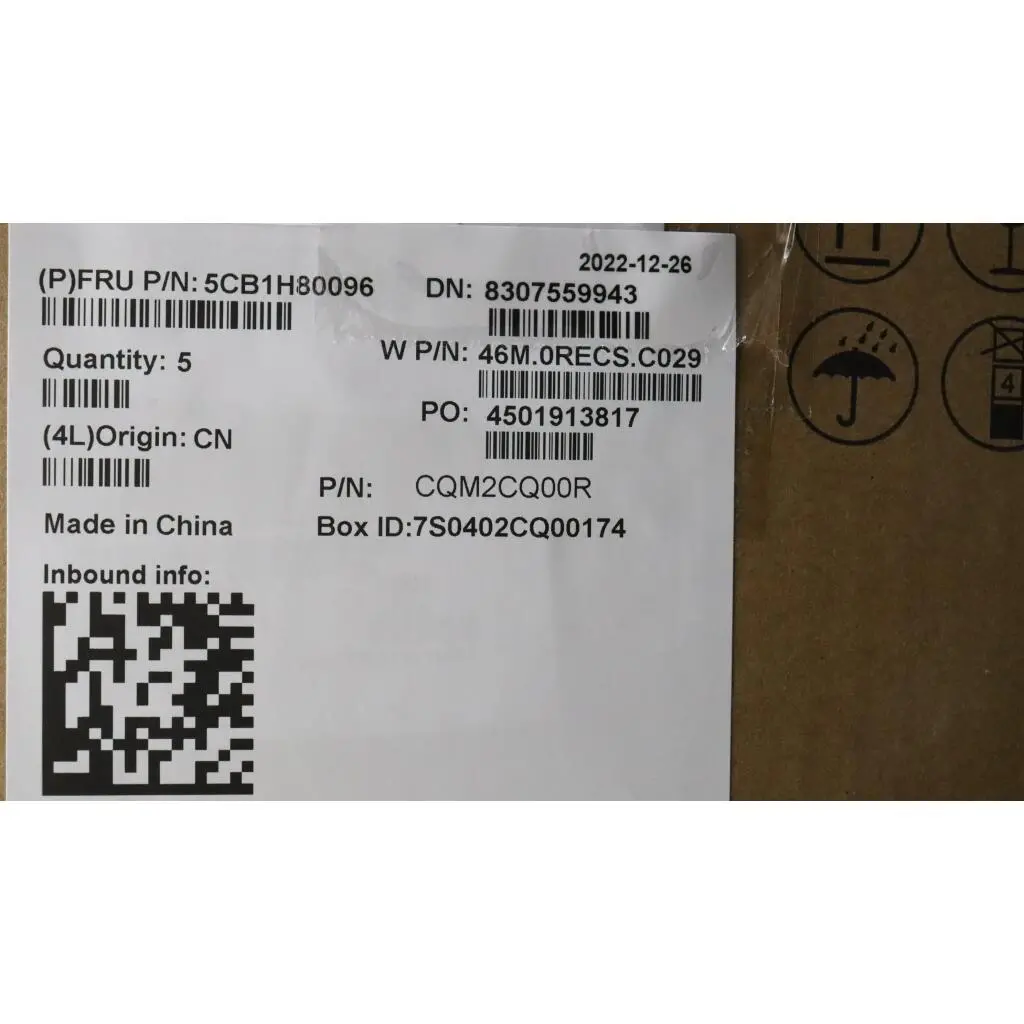 2022-12-26
(P)FRU P/N: 5CB1H80096
DN: 8307559943
Quantity: 5
W P/N: 46M.0RECS.C029
PO: 4501913817
(4L)Origin: CN
P/N: CQM2CQ00R
Made in China
Box ID:7S0402CQ00174
Inbound info:
4